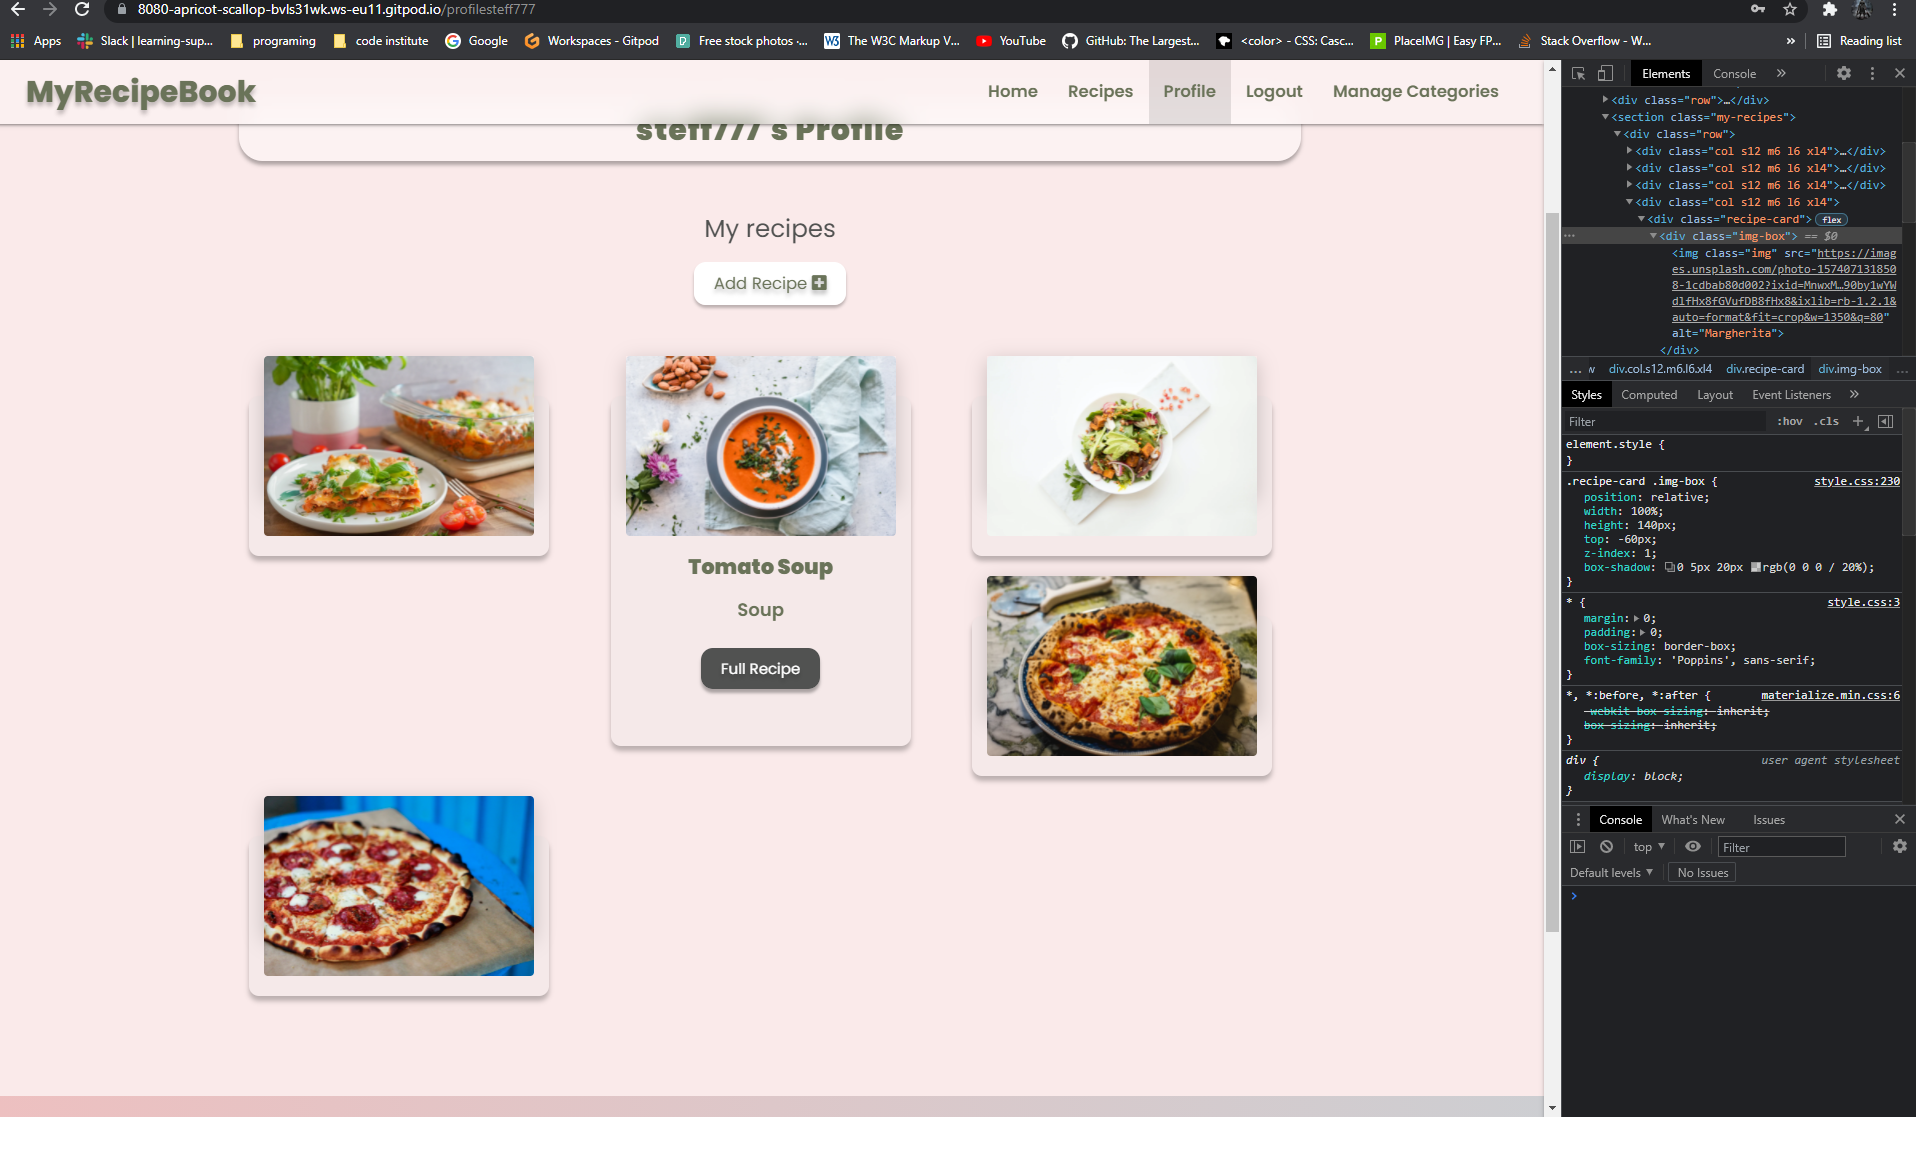 8080-apricot-scallop-bvls31wk.ws-eu11.gitpod.io/profilesteff777
Apps Slack | learning-sup... programing code institute Google Workspaces - Gitpod Free stock photos ·... The W3C Markup V... YouTube GitHub: The Largest... <color> - CSS: Casc... PlaceIMG | Easy FP... Stack Overflow - W... » Reading list
MyRecipeBook
Home Recipes Profile Logout Manage Categories
steff777's Profile
My recipes
Add Recipe
Tomato Soup
Soup
Full Recipe
Elements Console »
<div class="row">…</div>
<section class="my-recipes">
<div class="row">
<div class="col s12 m6 l6 xl4">…</div>
<div class="col s12 m6 l6 xl4">…</div>
<div class="col s12 m6 l6 xl4">…</div>
<div class="col s12 m6 l6 xl4">
<div class="recipe-card"> flex
<div class="img-box"> == $0
<img class="img" src="https://imag
es.unsplash.com/photo-157407131850
8-1cdbab80d002?ixid=MnwxM…90by1wYW
dlfHx8fGVufDB8fHx8&ixlib=rb-1.2.1&
auto=format&fit=crop&w=1350&q=80"
alt="Margherita">
</div>
... w div.col.s12.m6.l6.xl4 div.recipe-card div.img-box ...
Styles Computed Layout Event Listeners »
Filter :hov .cls +
element.style {
}
.recipe-card .img-box { style.css:230
position: relative;
width: 100%;
height: 140px;
top: -60px;
z-index: 1;
box-shadow: 0 5px 20px rgb(0 0 0 / 20%);
}
* { style.css:3
margin: 0;
padding: 0;
box-sizing: border-box;
font-family: 'Poppins', sans-serif;
}
*, *:before, *:after { materialize.min.css:6
-webkit-box-sizing: inherit;
box-sizing: inherit;
}
div { user agent stylesheet
display: block;
}
Console What's New Issues
top Filter
Default levels No Issues